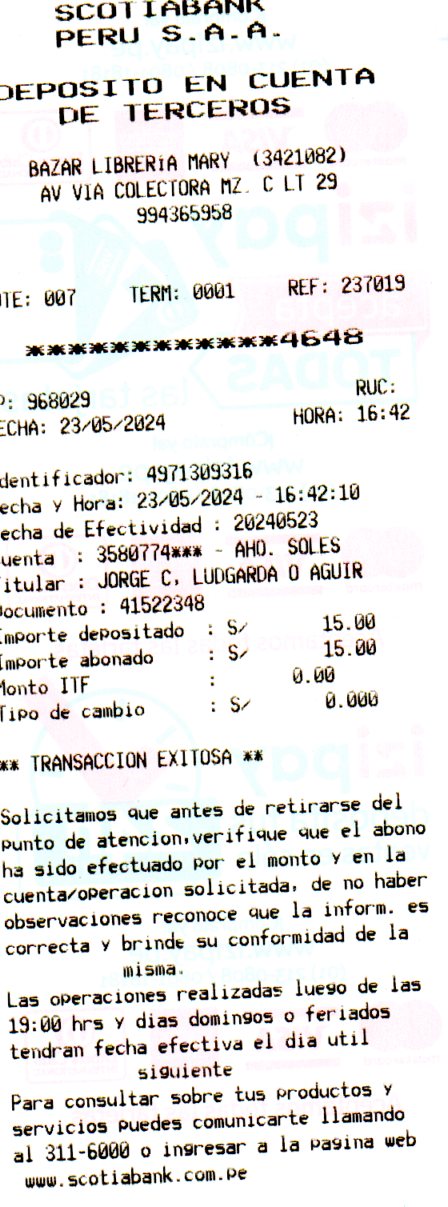 SCOTIABANK
PERU S.A.A.
DEPOSITO EN CUENTA
DE TERCEROS
BAZAR LIBRERIA MARY (3421082)
AV VIA COLECTORA MZ. C LT 29
994365958
OTE: 007 TERM: 0001 REF: 237019
************4648
P: 968029 RUC:
ECHA: 23/05/2024 HORA: 16:42
dentificador: 4971309316
echa y Hora: 23/05/2024 - 16:42:10
echa de Efectividad : 20240523
uenta : 3580774*** - AHO. SOLES
itular : JORGE C, LUDGARDA O AGUIR
Documento : 41522348
Importe depositado : S/ 15.00
Importe abonado : S/ 15.00
Monto ITF : 0.00
Tipo de cambio : S/ 0.000
** TRANSACCION EXITOSA **
Solicitamos que antes de retirarse del
punto de atencion,verifique que el abono
ha sido efectuado por el monto y en la
cuenta/operacion solicitada, de no haber
observaciones reconoce que la inform. es
correcta y brinde su conformidad de la
misma.
Las operaciones realizadas luego de las
19:00 hrs y dias domingos o feriados
tendran fecha efectiva el dia util
siguiente
Para consultar sobre tus productos y
servicios puedes comunicarte llamando
al 311-6000 o ingresar a la pagina web
www.scotiabank.com.pe